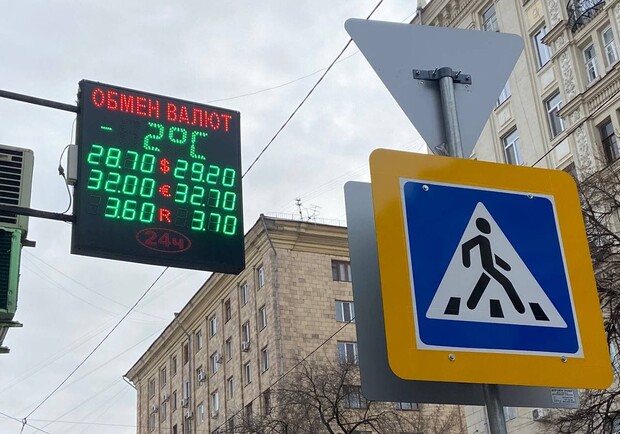 ОБМЕН ВАЛЮТ
-2°C
28.70 $ 29.20
32.00 € 32.70
3.60 R 3.70
24ч